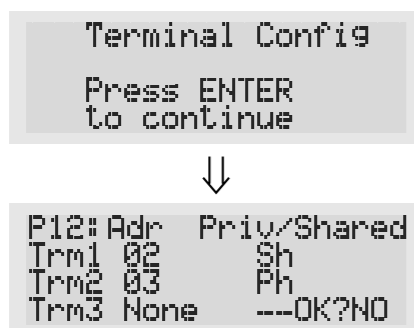 Terminal Config
Press ENTER
to continue
⇓
P12:Adr Priv/Shared
Trm1 02 Sh
Trm2 03 Ph
Trm3 None ---OK?NO